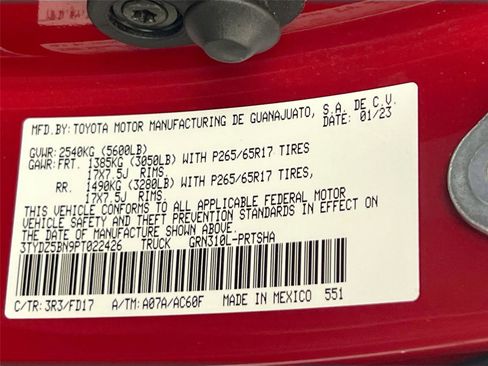 MFD.BY:TOYOTA MOTOR MANUFACTURING DE GUANAJUATO, S.A. DE C.V.
DATE: 01/23
GVWR:2540KG (5600LB)
GAWR:FRT. 1385KG (3050LB) WITH P265/65R17 TIRES
17X7.5J RIMS,
RR. 1490KG (3280LB) WITH P265/65R17 TIRES,
17X7.5J RIMS.
THIS VEHICLE CONFORMS TO ALL APPLICABLE FEDERAL MOTOR
VEHICLE SAFETY AND THEFT PREVENTION STANDARDS IN EFFECT ON
THE DATE OF MANUFACTURE SHOWN ABOVE.
3TYDZ5BN9PT022426 TRUCK GRN310L-PRTSHA
C/TR:3R3/FD17 A/TM:A07A/AC60F MADE IN MEXICO 551